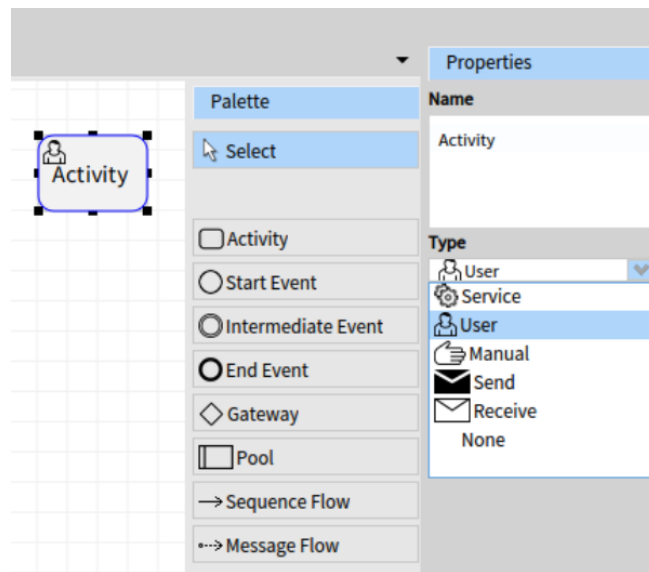 Activity
Palette
Select
Activity
Start Event
Intermediate Event
End Event
Gateway
Pool
Sequence Flow
Message Flow
Properties
Name
Activity
Type
User
Service
User
Manual
Send
Receive
None